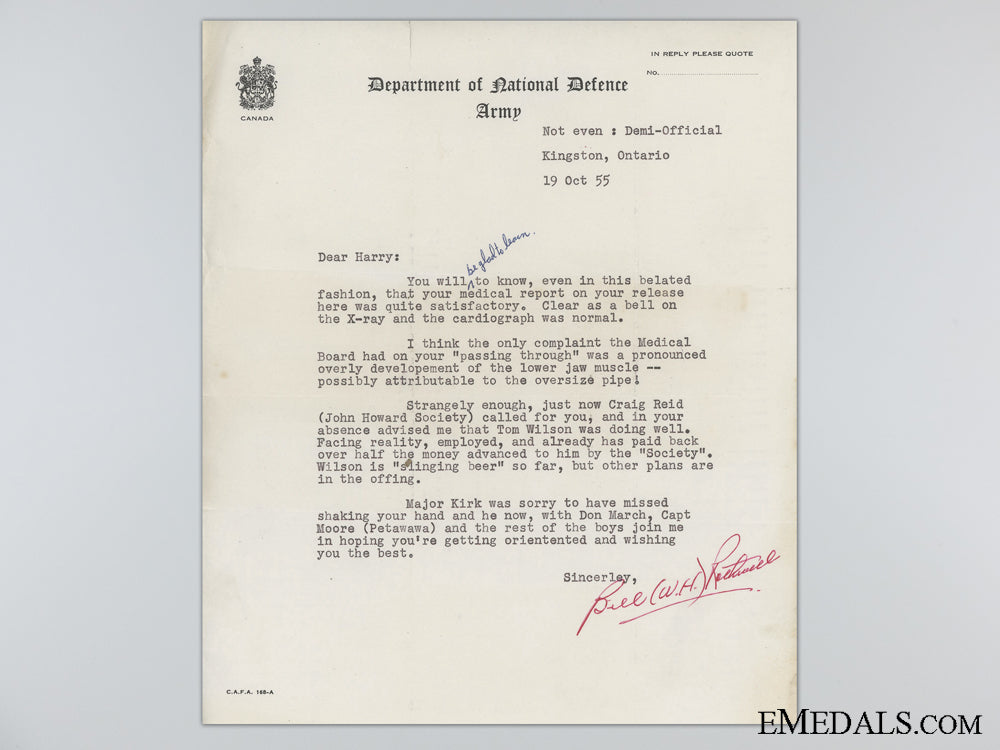 IN REPLY PLEASE QUOTE
No.
CANADA
Department of National Defence
Army
Not even : Demi-Official
Kingston, Ontario
19 Oct 55
Dear Harry:
be glad to learn.
You will ^ to know, even in this belated
fashion, that your medical report on your release
here was quite satisfactory. Clear as a bell on
the X-ray and the cardiograph was normal.
I think the only complaint the Medical
Board had on your "passing through" was a pronounced
overly developement of the lower jaw muscle --
possibly attributable to the oversize pipe!
Strangely enough, just now Craig Reid
(John Howard Society) called for you, and in your
absence advised me that Tom Wilson was doing well.
Facing reality, employed, and already has paid back
over half the money advanced to him by the "Society".
Wilson is "slinging beer" so far, but other plans are
in the offing.
Major Kirk was sorry to have missed
shaking your hand and he now, with Don March, Capt
Moore (Petawawa) and the rest of the boys join me
in hoping you're getting orientented and wishing
you the best.
Sincerley,
Bill (W.H.)
C.A.F.A. 168-A
EMEDALS.COM